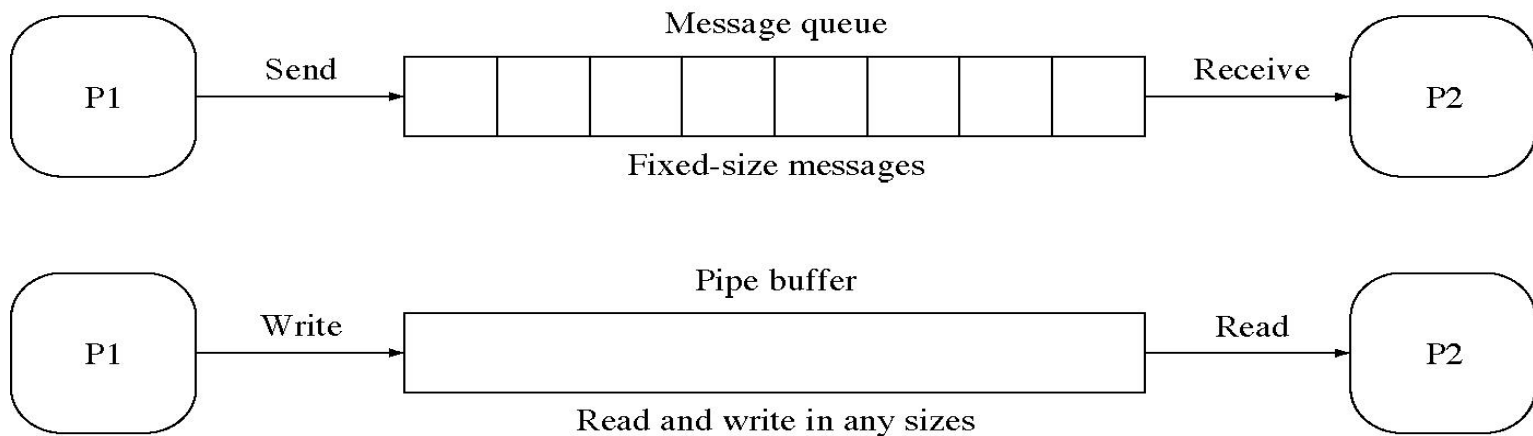 Message queue
P1
Send
Receive
P2
Fixed-size messages
Pipe buffer
P1
Write
Read
P2
Read and write in any sizes